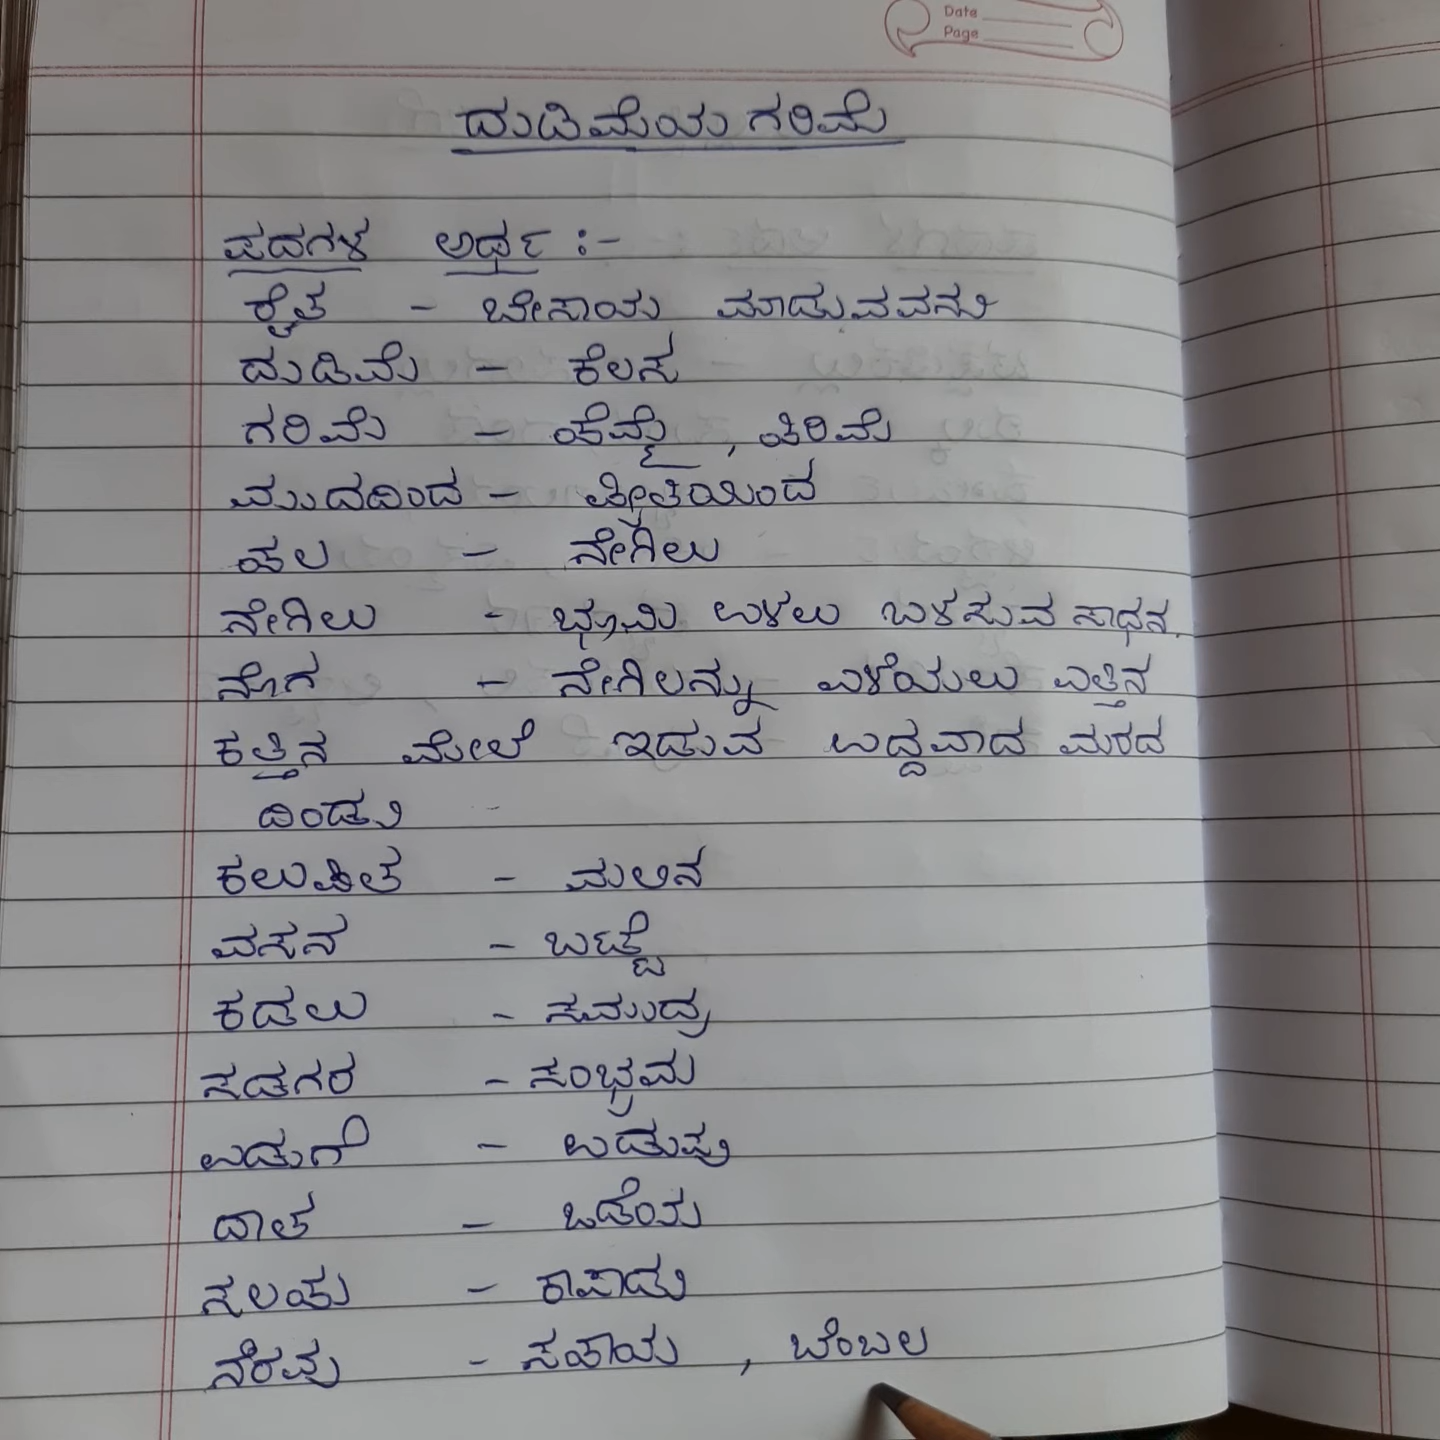 Date
Page
ದುಡಿಮೆಯ ಗರಿಮೆ
ಪದಗಳ ಅರ್ಥ :-
ರೈತ - ಬೇಸಾಯ ಮಾಡುವವನು
ದುಡಿಮೆ - ಕೆಲಸ
ಗರಿಮೆ - ಹೆಮ್ಮೆ, ಹಿರಿಮೆ
ಮುದದಿಂದ - ಪ್ರೀತಿಯಿಂದ
ಹಲ - ನೇಗಿಲು
ನೇಗಿಲು - ಭೂಮಿ ಉಳಲು ಬಳಸುವ ಸಾಧನ.
ನೊಗ - ನೇಗಿಲನ್ನು ಎಳೆಯಲು ಎತ್ತಿನ
ಕತ್ತಿನ ಮೇಲೆ ಇಡುವ ಉದ್ದವಾದ ಮರದ
ದಿಂಡು
ಕಲುಷಿತ - ಮಲಿನ
ವಸನ - ಬಟ್ಟೆ
ಕಡಲು - ಸಮುದ್ರ
ಸಡಗರ - ಸಂಭ್ರಮ
ಉಡುಗೆ - ಉಡುಪು
ದಾತ - ಒಡೆಯ
ಸಲಹು - ಕಾಪಾಡು
ನೆರವು - ಸಹಾಯ , ಬೆಂಬಲ